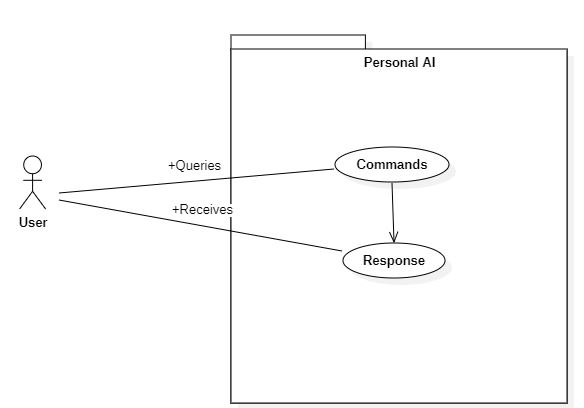 Personal AI
+Queries
Commands
+Receives
User
Response